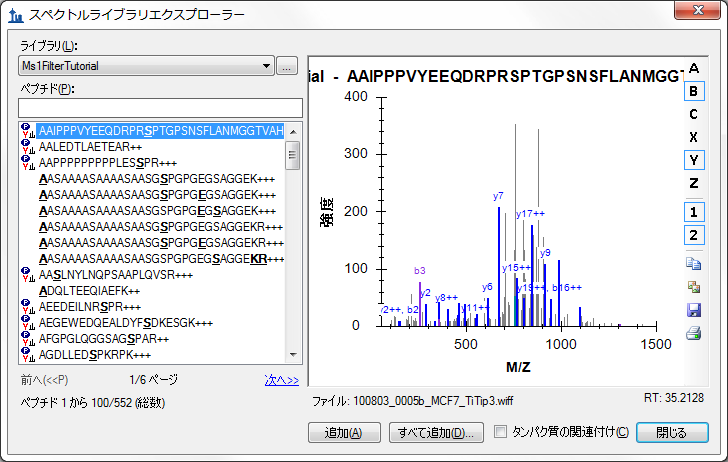 スペクトルライブラリエクスプローラー
ライブラリ(L):
Ms1FilterTutorial
...
ペプチド(P):
AAIPPPVYEEQDRPRSPTGPSNSFLANMGGTVAH
AALEDTLAETEAR++
AAPPPPPPPPPPLESSPR+++
AASAAAASAAAASAASGSPGPGEGSAGGEK+++
AASAAAASAAAASAASGSPGPGEGSAGGEK+++
AASAAAASAAAASAASGSPGPGEGSAGGEK+++
AASAAAASAAAASAASGSPGPGEGSAGGEKR+++
AASAAAASAAAASAASGSPGPGEGSAGGEKR+++
AASAAAASAAAASAASGSPGPGEGSAGGEKR+++
AASLNYLNQPSAAPLQVSR+++
ADQLTEEQIAEFK++
AEEDEILNRSPR+++
AEGEWEDQEALDYFSDKESGK+++
AFGPGLQGGSAGSPAR++
AGDLLEDSPKRPK+++
前へ(<<P)
1/6 ページ
次へ>>
ペプチド 1 から 100/552 (総数)
ial - AAIPPPVYEEQDRPRSPTGPSNSFLANMGGT
400
300
200
100
0
強度
y7
y17++
y15++
y9
b3
y2
y6
y8++
y11++
y19++, b16++
y2++, b2
500
1000
1500
M/Z
A
B
C
X
Y
Z
1
2
ファイル: 100803_0005b_MCF7_TiTip3.wiff
RT: 35.2128
追加(A)
すべて追加(D)...
タンパク質の関連付け(C)
閉じる